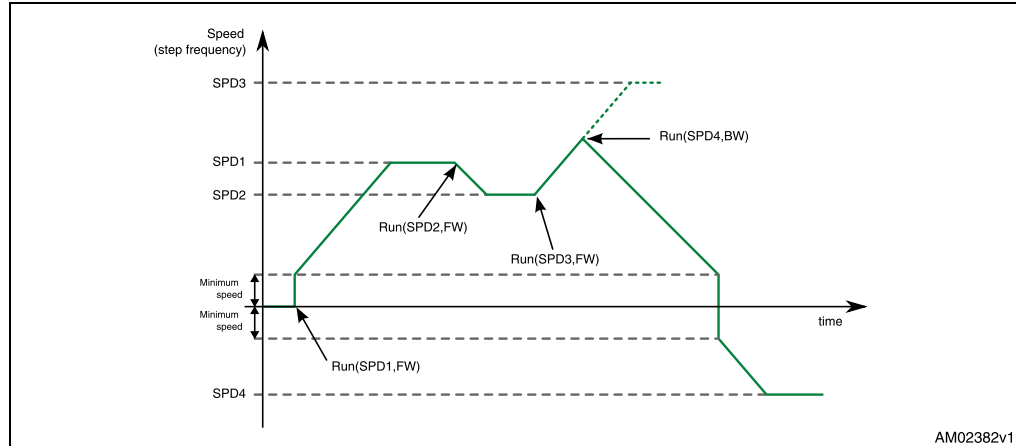 Speed
(step frequency)
SPD3
Run(SPD4,BW)
SPD1
SPD2
Run(SPD2,FW)
Run(SPD3,FW)
Minimum
speed
Minimum
speed
time
Run(SPD1,FW)
SPD4
AM02382v1